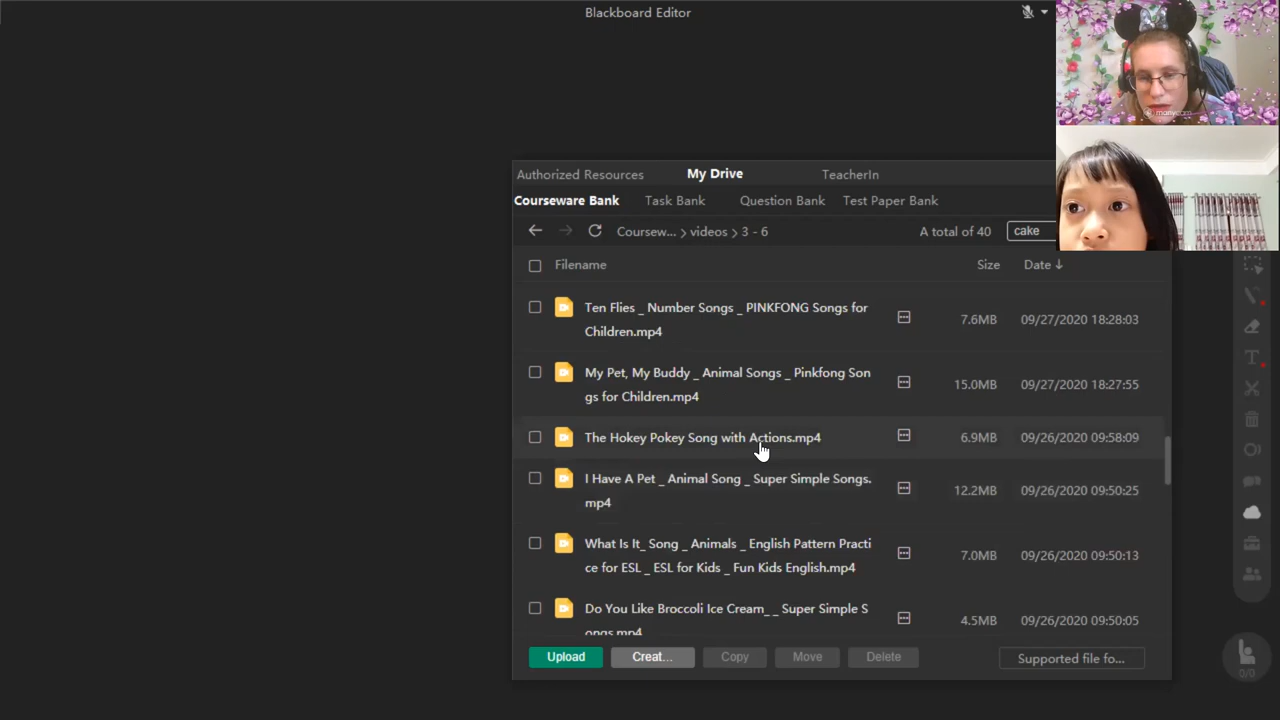 Blackboard Editor
manycam
Authorized Resources My Drive TeacherIn
Courseware Bank Task Bank Question Bank Test Paper Bank
Coursew... > videos > 3 - 6 A total of 40 cake
Filename Size Date ↓
Ten Flies _ Number Songs _ PINKFONG Songs for
Children.mp4 7.6MB 09/27/2020 18:28:03
My Pet, My Buddy _ Animal Songs _ Pinkfong Son
gs for Children.mp4 15.0MB 09/27/2020 18:27:55
The Hokey Pokey Song with Actions.mp4 6.9MB 09/26/2020 09:58:09
I Have A Pet _ Animal Song _ Super Simple Songs.
mp4 12.2MB 09/26/2020 09:50:25
What Is It_ Song _ Animals _ English Pattern Practi
ce for ESL _ ESL for Kids _ Fun Kids English.mp4 7.0MB 09/26/2020 09:50:13
Do You Like Broccoli Ice Cream_ _ Super Simple S
ongs.mp4 4.5MB 09/26/2020 09:50:05
Upload Creat... Copy Move Delete Supported file fo...
0/0